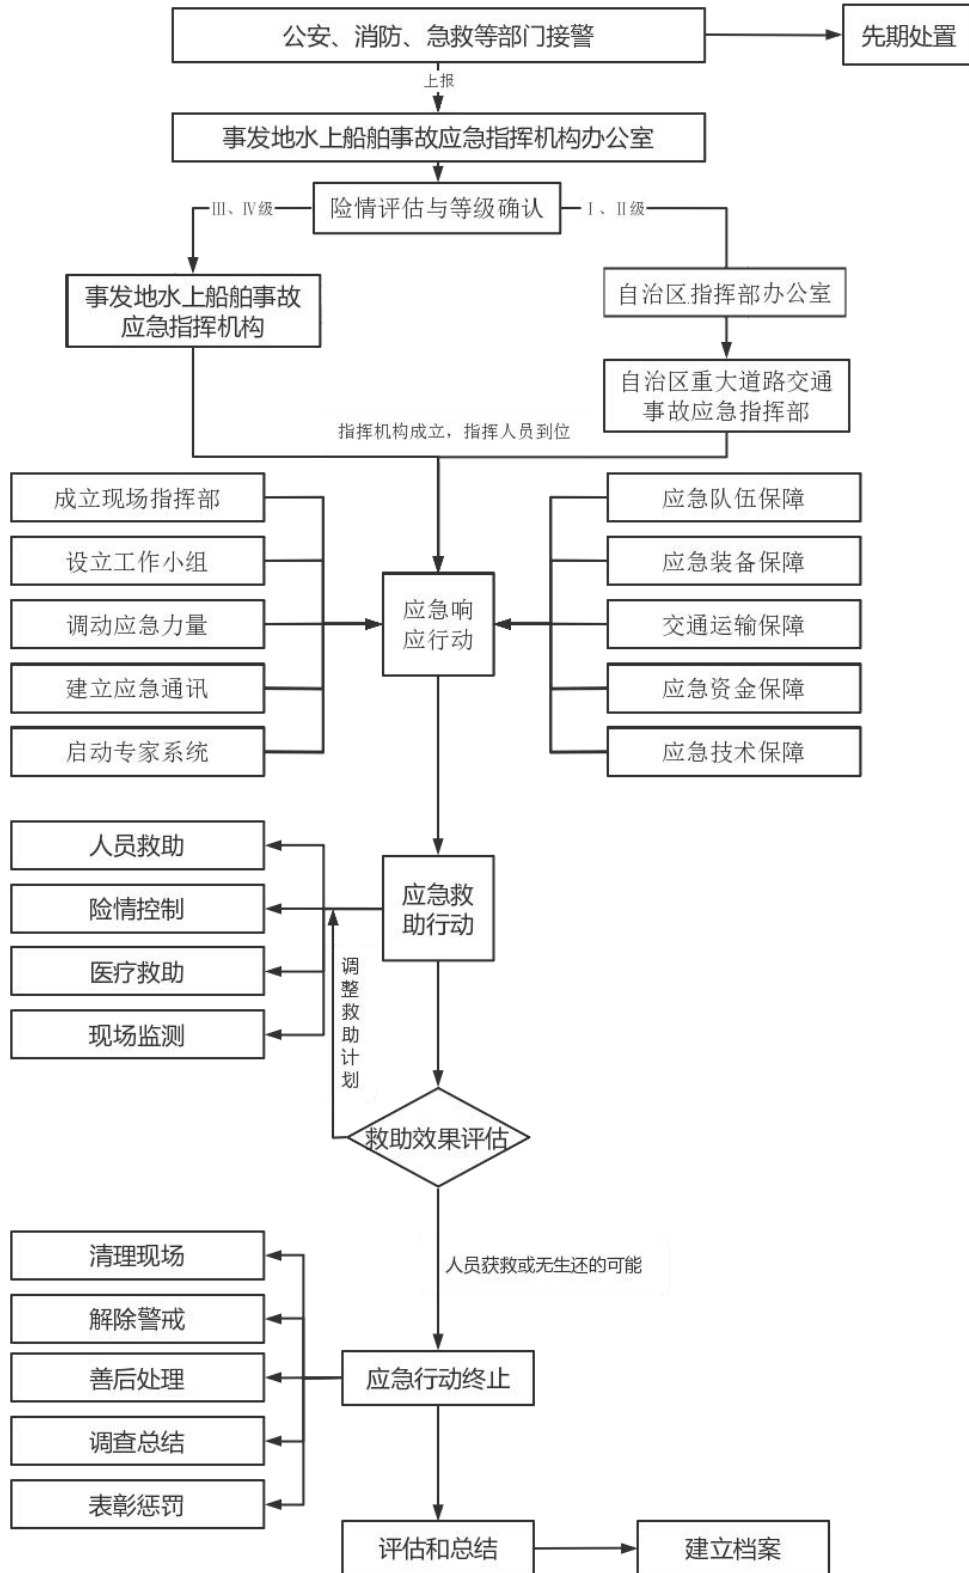 公安、消防、急救等部门接警
先期处置
上报
事发地水上船舶事故应急指挥机构办公室
险情评估与等级确认
Ⅲ、Ⅳ级
Ⅰ、Ⅱ级
事发地水上船舶事故
应急指挥机构
自治区指挥部办公室
自治区重大道路交通
事故应急指挥部
指挥机构成立，指挥人员到位
成立现场指挥部
设立工作小组
调动应急力量
建立应急通讯
启动专家系统
应急响
应行动
应急队伍保障
应急装备保障
交通运输保障
应急资金保障
应急技术保障
人员救助
险情控制
医疗救助
现场监测
应急救
助行动
调整救助计划
救助效果评估
人员获救或无生还的可能
清理现场
解除警戒
善后处理
调查总结
表彰惩罚
应急行动终止
评估和总结
建立档案